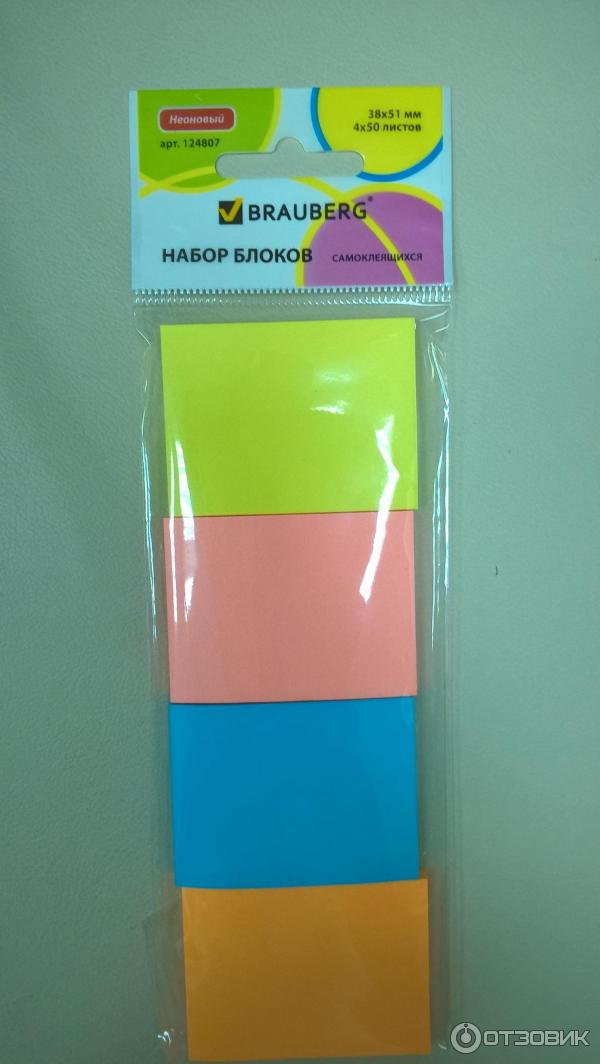 Неоновый
арт. 124807
38x51 мм
4x50 листов
BRAUBERG®
НАБОР БЛОКОВ САМОКЛЕЯЩИХСЯ
ОТЗОВИК